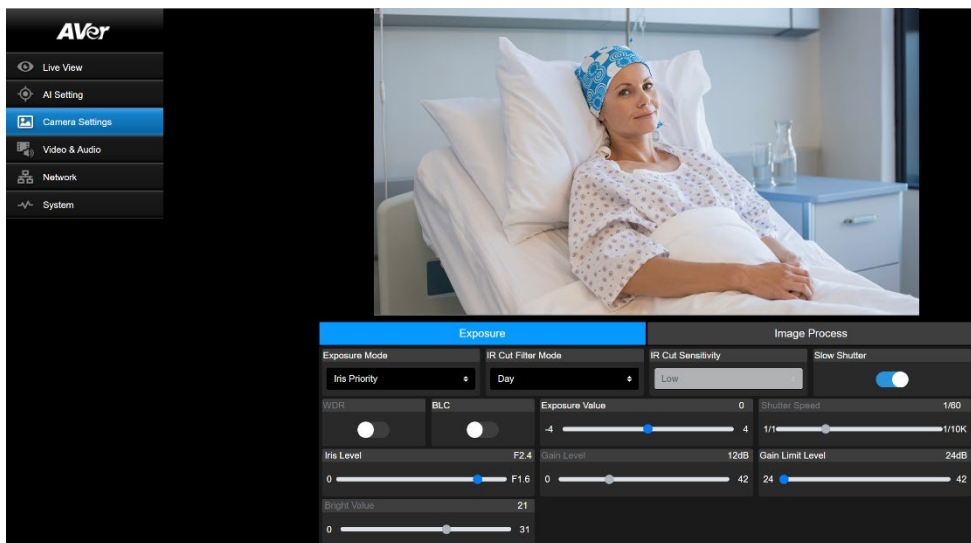 AVer
Live View
AI Setting
Camera Settings
Video & Audio
Network
System
Exposure
Image Process
Exposure Mode
IR Cut Filter Mode
IR Cut Sensitivity
Slow Shutter
Iris Priority
Day
Low
WDR
BLC
Exposure Value 0
Shutter Speed 1/60
-4 4
1/1 1/10K
Iris Level F2.4
Gain Level 12dB
Gain Limit Level 24dB
0 F1.6
0 42
24 42
Bright Value 21
0 31